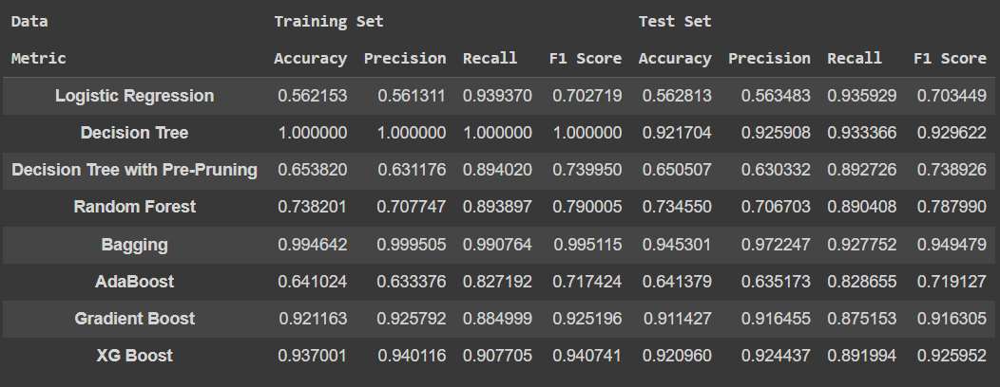 Data Training Set Test Set
Metric Accuracy Precision Recall F1 Score Accuracy Precision Recall F1 Score
Logistic Regression 0.562153 0.561311 0.939370 0.702719 0.562813 0.563483 0.935929 0.703449
Decision Tree 1.000000 1.000000 1.000000 1.000000 0.921704 0.925908 0.933366 0.929622
Decision Tree with Pre-Pruning 0.653820 0.631176 0.894020 0.739950 0.650507 0.630332 0.892726 0.738926
Random Forest 0.738201 0.707747 0.893897 0.790005 0.734550 0.706703 0.890408 0.787990
Bagging 0.994642 0.999505 0.990764 0.995115 0.945301 0.972247 0.927752 0.949479
AdaBoost 0.641024 0.633376 0.827192 0.717424 0.641379 0.635173 0.828655 0.719127
Gradient Boost 0.921163 0.925792 0.884999 0.925196 0.911427 0.916455 0.875153 0.916305
XG Boost 0.937001 0.940116 0.907705 0.940741 0.920960 0.924437 0.891994 0.925952